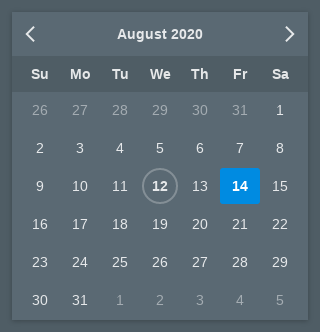 August 2020
Su Mo Tu We Th Fr Sa
26 27 28 29 30 31 1
2 3 4 5 6 7 8
9 10 11 12 13 14 15
16 17 18 19 20 21 22
23 24 25 26 27 28 29
30 31 1 2 3 4 5